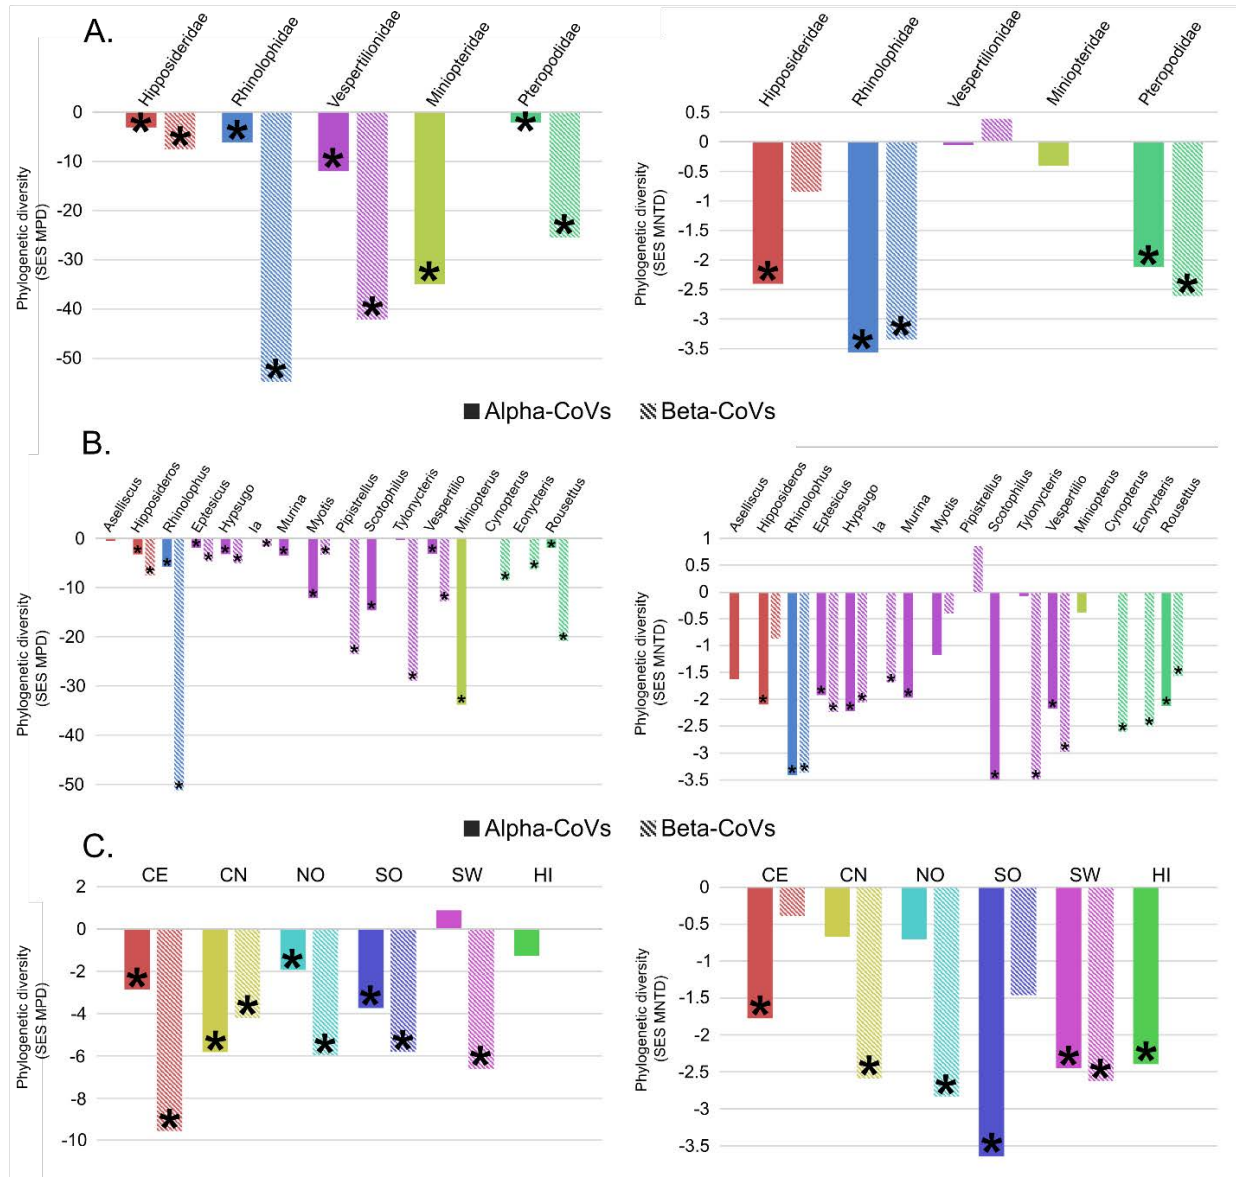 A.
Hipposideridae
Rhinolophidae
Vespertilionidae
Miniopteridae
Pteropodidae
0
-10
-20
-30
-40
-50
Phylogenetic diversity
(SES MPD)
* * * * * * * * *
Hipposideridae
Rhinolophidae
Vespertilionidae
Miniopteridae
Pteropodidae
0.5
0
-0.5
-1
-1.5
-2
-2.5
-3
-3.5
Phylogenetic diversity
(SES MNTD)
* * * * *
Alpha-CoVs Beta-CoVs
B.
Aselliscus
Hipposideros
Rhinolophus
Eptesicus
Hypsugo
Ia
Murina
Myotis
Pipistrellus
Scotophilus
Tylonycteris
Vespertilio
Miniopterus
Cynopterus
Eonycteris
Rousettus
0
-10
-20
-30
-40
-50
Phylogenetic diversity
(SES MPD)
Aselliscus
Hipposideros
Rhinolophus
Eptesicus
Hypsugo
Ia
Murina
Myotis
Pipistrellus
Scotophilus
Tylonycteris
Vespertilio
Miniopterus
Cynopterus
Eonycteris
Rousettus
1
0.5
0
-0.5
-1
-1.5
-2
-2.5
-3
-3.5
Phylogenetic diversity
(SES MNTD)
Alpha-CoVs Beta-CoVs
C.
CE CN NO SO SW HI
2
0
-2
-4
-6
-8
-10
Phylogenetic diversity
(SES MPD)
CE CN NO SO SW HI
0
-0.5
-1
-1.5
-2
-2.5
-3
-3.5
Phylogenetic diversity
(SES MNTD)